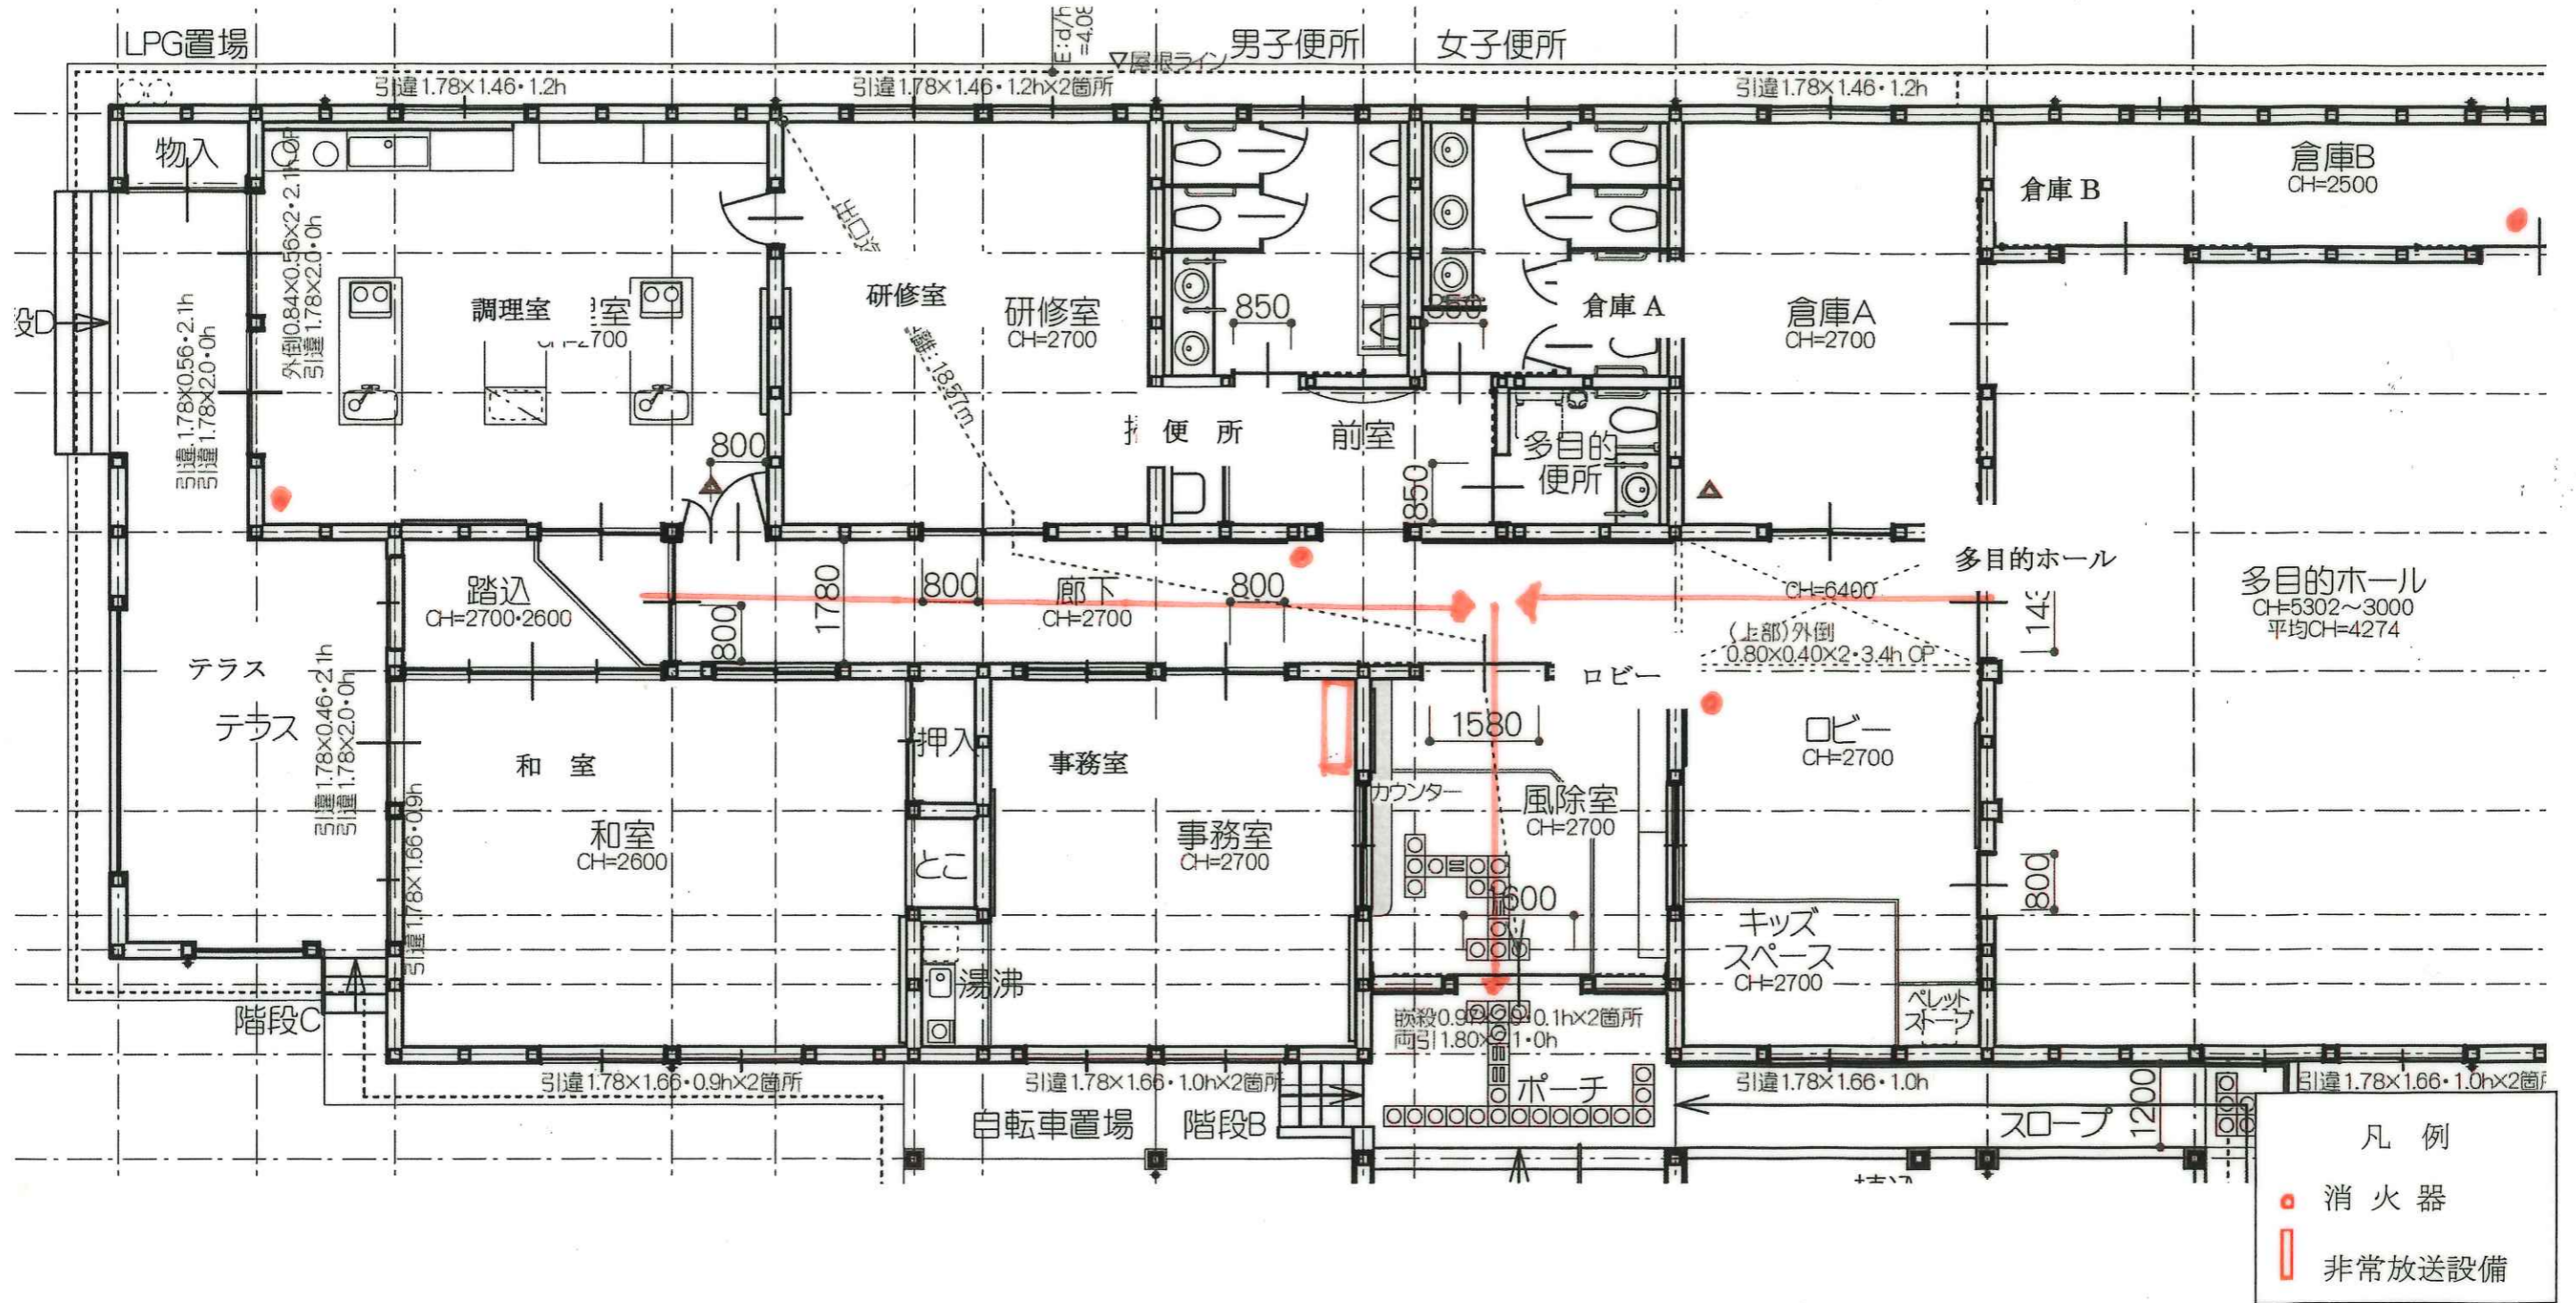 LPG置場
男子便所
女子便所
▽屋根ライン
引違1.78×1.46・1.2h
引違1.78×1.46・1.2h×2箇所
引違1.78×1.46・1.2h
物入
外倒0.84×0.56×2・2.1h OP
引違1.78×2.0・0h
倉庫B
CH=2500
倉庫 B
引違1.78×0.56・2.1h
引違1.78×2.0・0h
調理室
研修室
研修室
CH=2700
850
倉庫 A
倉庫A
CH=2700
距離:18.57m
800
便 所
前室
多目的
便所
850
踏込
CH=2700・2600
800
1780
800
廊下
CH=2700
800
CH=6400
多目的ホール
多目的ホール
CH=5302～3000
平均CH=4274
(上部)外倒
0.80×0.40×2・3.4h OP
テラス
テラス
引違1.78×0.46・2.1h
引違1.78×2.0・0h
ロビー
ロビー
CH=2700
1580
押入
和 室
和室
CH=2600
事務室
事務室
CH=2700
カウンター
風除室
CH=2700
とこ
引違1.78×1.66・0.9h
800
キッズ
スペース
CH=2700
ペレット
ストーブ
湯沸
階段C
引違1.78×1.66・0.9h×2箇所
引違1.78×1.66・1.0h×2箇所
ポーチ
引違1.78×1.66・1.0h
自転車置場
階段B
スロープ
1200
凡 例
消 火 器
非常放送設備